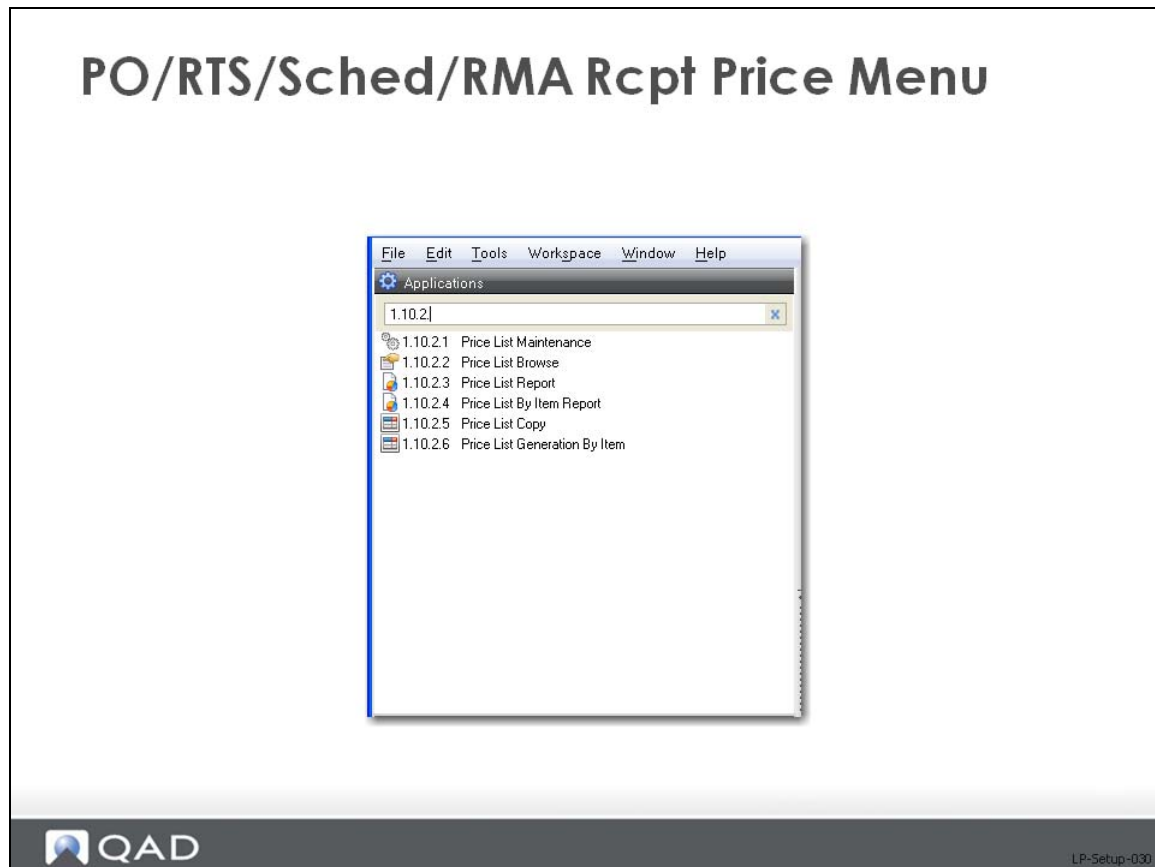 PO/RTS/Sched/RMA Rcpt Price Menu
File Edit Tools Workspace Window Help
Applications
1.10.2.
1.10.2.1 Price List Maintenance
1.10.2.2 Price List Browse
1.10.2.3 Price List Report
1.10.2.4 Price List By Item Report
1.10.2.5 Price List Copy
1.10.2.6 Price List Generation By Item
QAD
LP-Setup-030